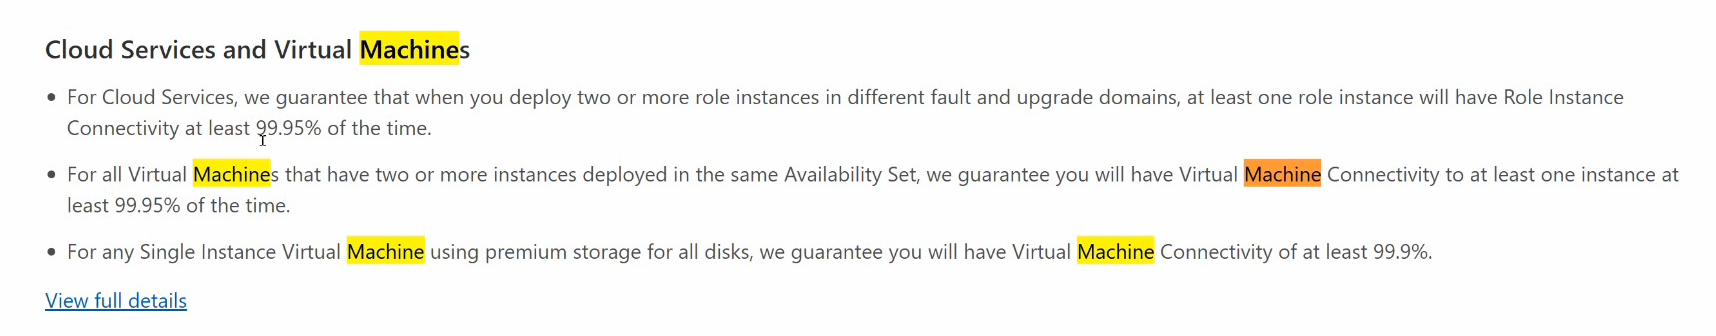 Cloud Services and Virtual Machines
• For Cloud Services, we guarantee that when you deploy two or more role instances in different fault and upgrade domains, at least one role instance will have Role Instance
Connectivity at least 99.95% of the time.
• For all Virtual Machines that have two or more instances deployed in the same Availability Set, we guarantee you will have Virtual Machine Connectivity to at least one instance at
least 99.95% of the time.
• For any Single Instance Virtual Machine using premium storage for all disks, we guarantee you will have Virtual Machine Connectivity of at least 99.9%.
View full details